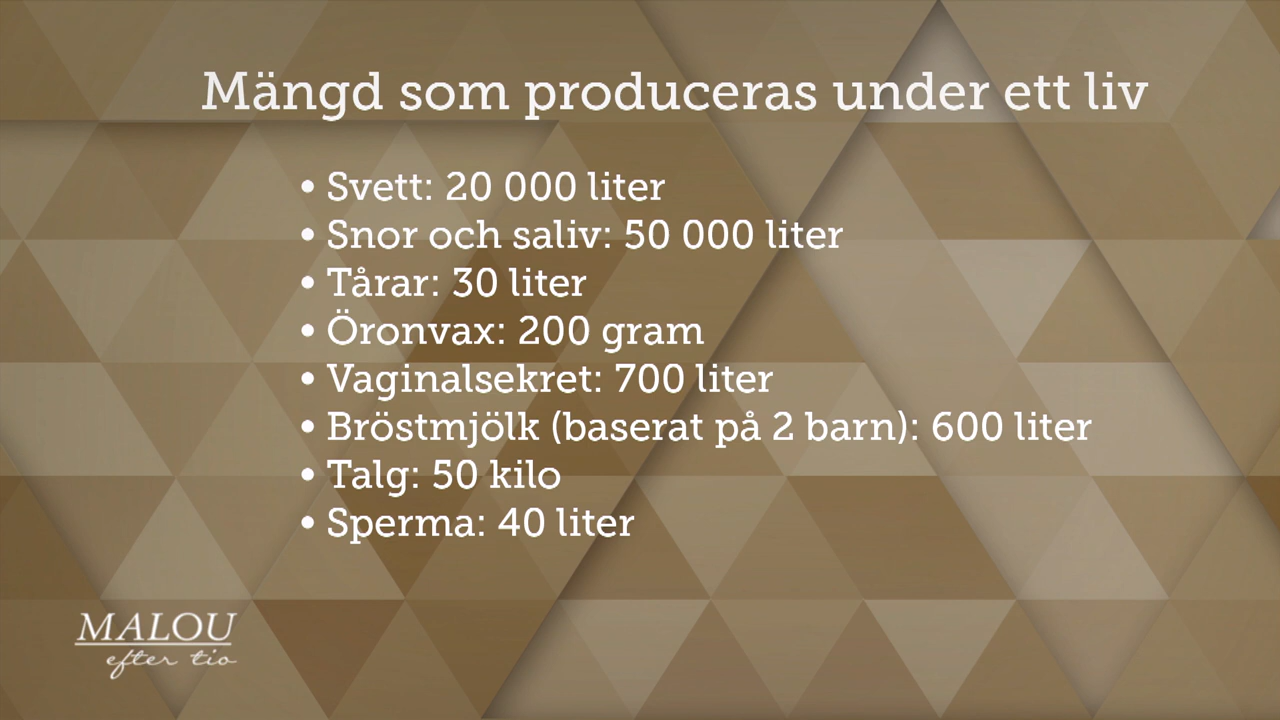 Mängd som produceras under ett liv
• Svett: 20 000 liter
• Snor och saliv: 50 000 liter
• Tårar: 30 liter
• Öronvax: 200 gram
• Vaginalsekret: 700 liter
• Bröstmjölk (baserat på 2 barn): 600 liter
• Talg: 50 kilo
• Sperma: 40 liter
MALOU
efter tio